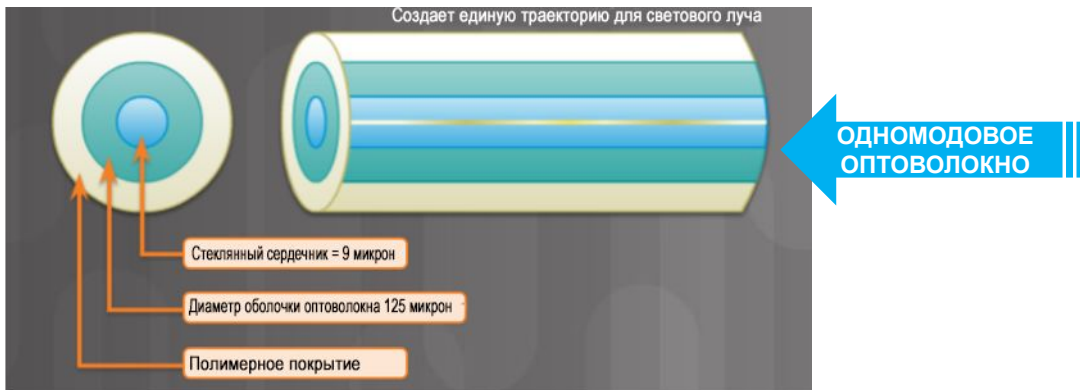 Создает единую траекторию для светового луча
ОДНОМОДОВОЕ
ОПТОВОЛОКНО
Стеклянный сердечник = 9 микрон
Диаметр оболочки оптоволокна 125 микрон
Полимерное покрытие